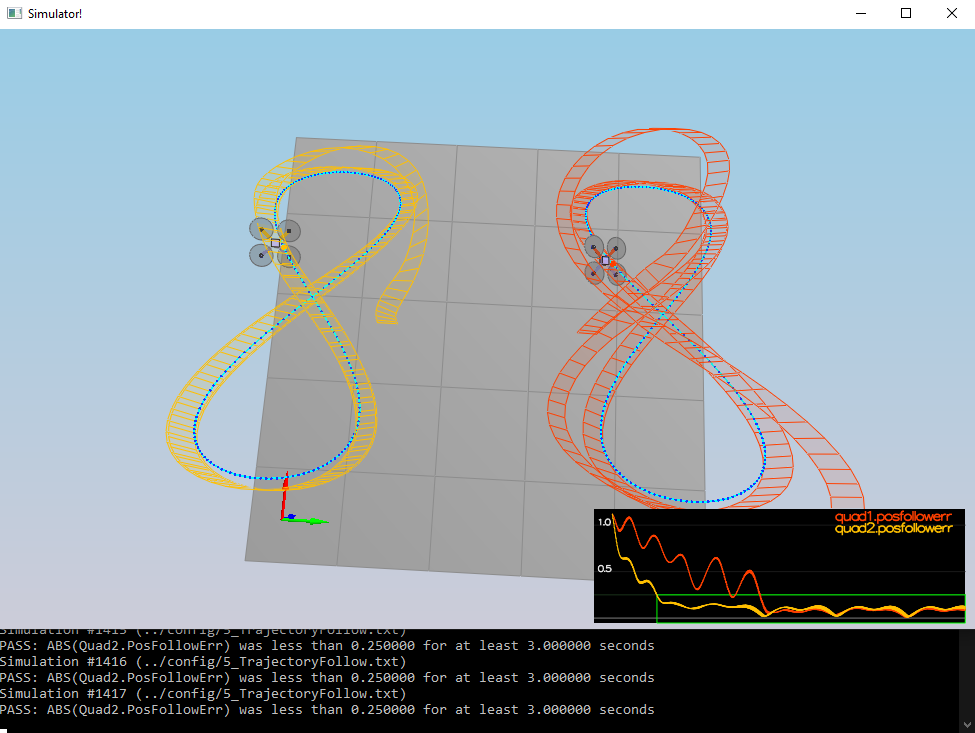 Simulator!
1.0
0.5
quad1.posfollowerr
quad2.posfollowerr
Simulation #1415 (../config/5_TrajectoryFollow.txt)
PASS: ABS(Quad2.PosFollowErr) was less than 0.250000 for at least 3.000000 seconds
Simulation #1416 (../config/5_TrajectoryFollow.txt)
PASS: ABS(Quad2.PosFollowErr) was less than 0.250000 for at least 3.000000 seconds
Simulation #1417 (../config/5_TrajectoryFollow.txt)
PASS: ABS(Quad2.PosFollowErr) was less than 0.250000 for at least 3.000000 seconds